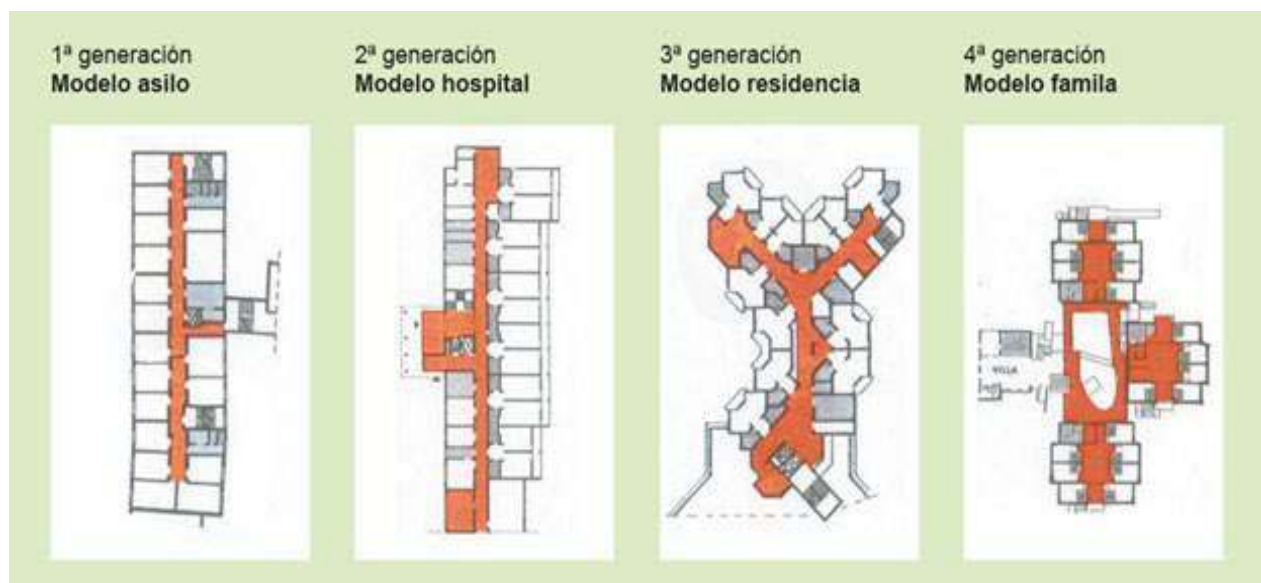 1ª generación
Modelo asilo
2ª generación
Modelo hospital
3ª generación
Modelo residencia
4ª generación
Modelo famila
VILLA